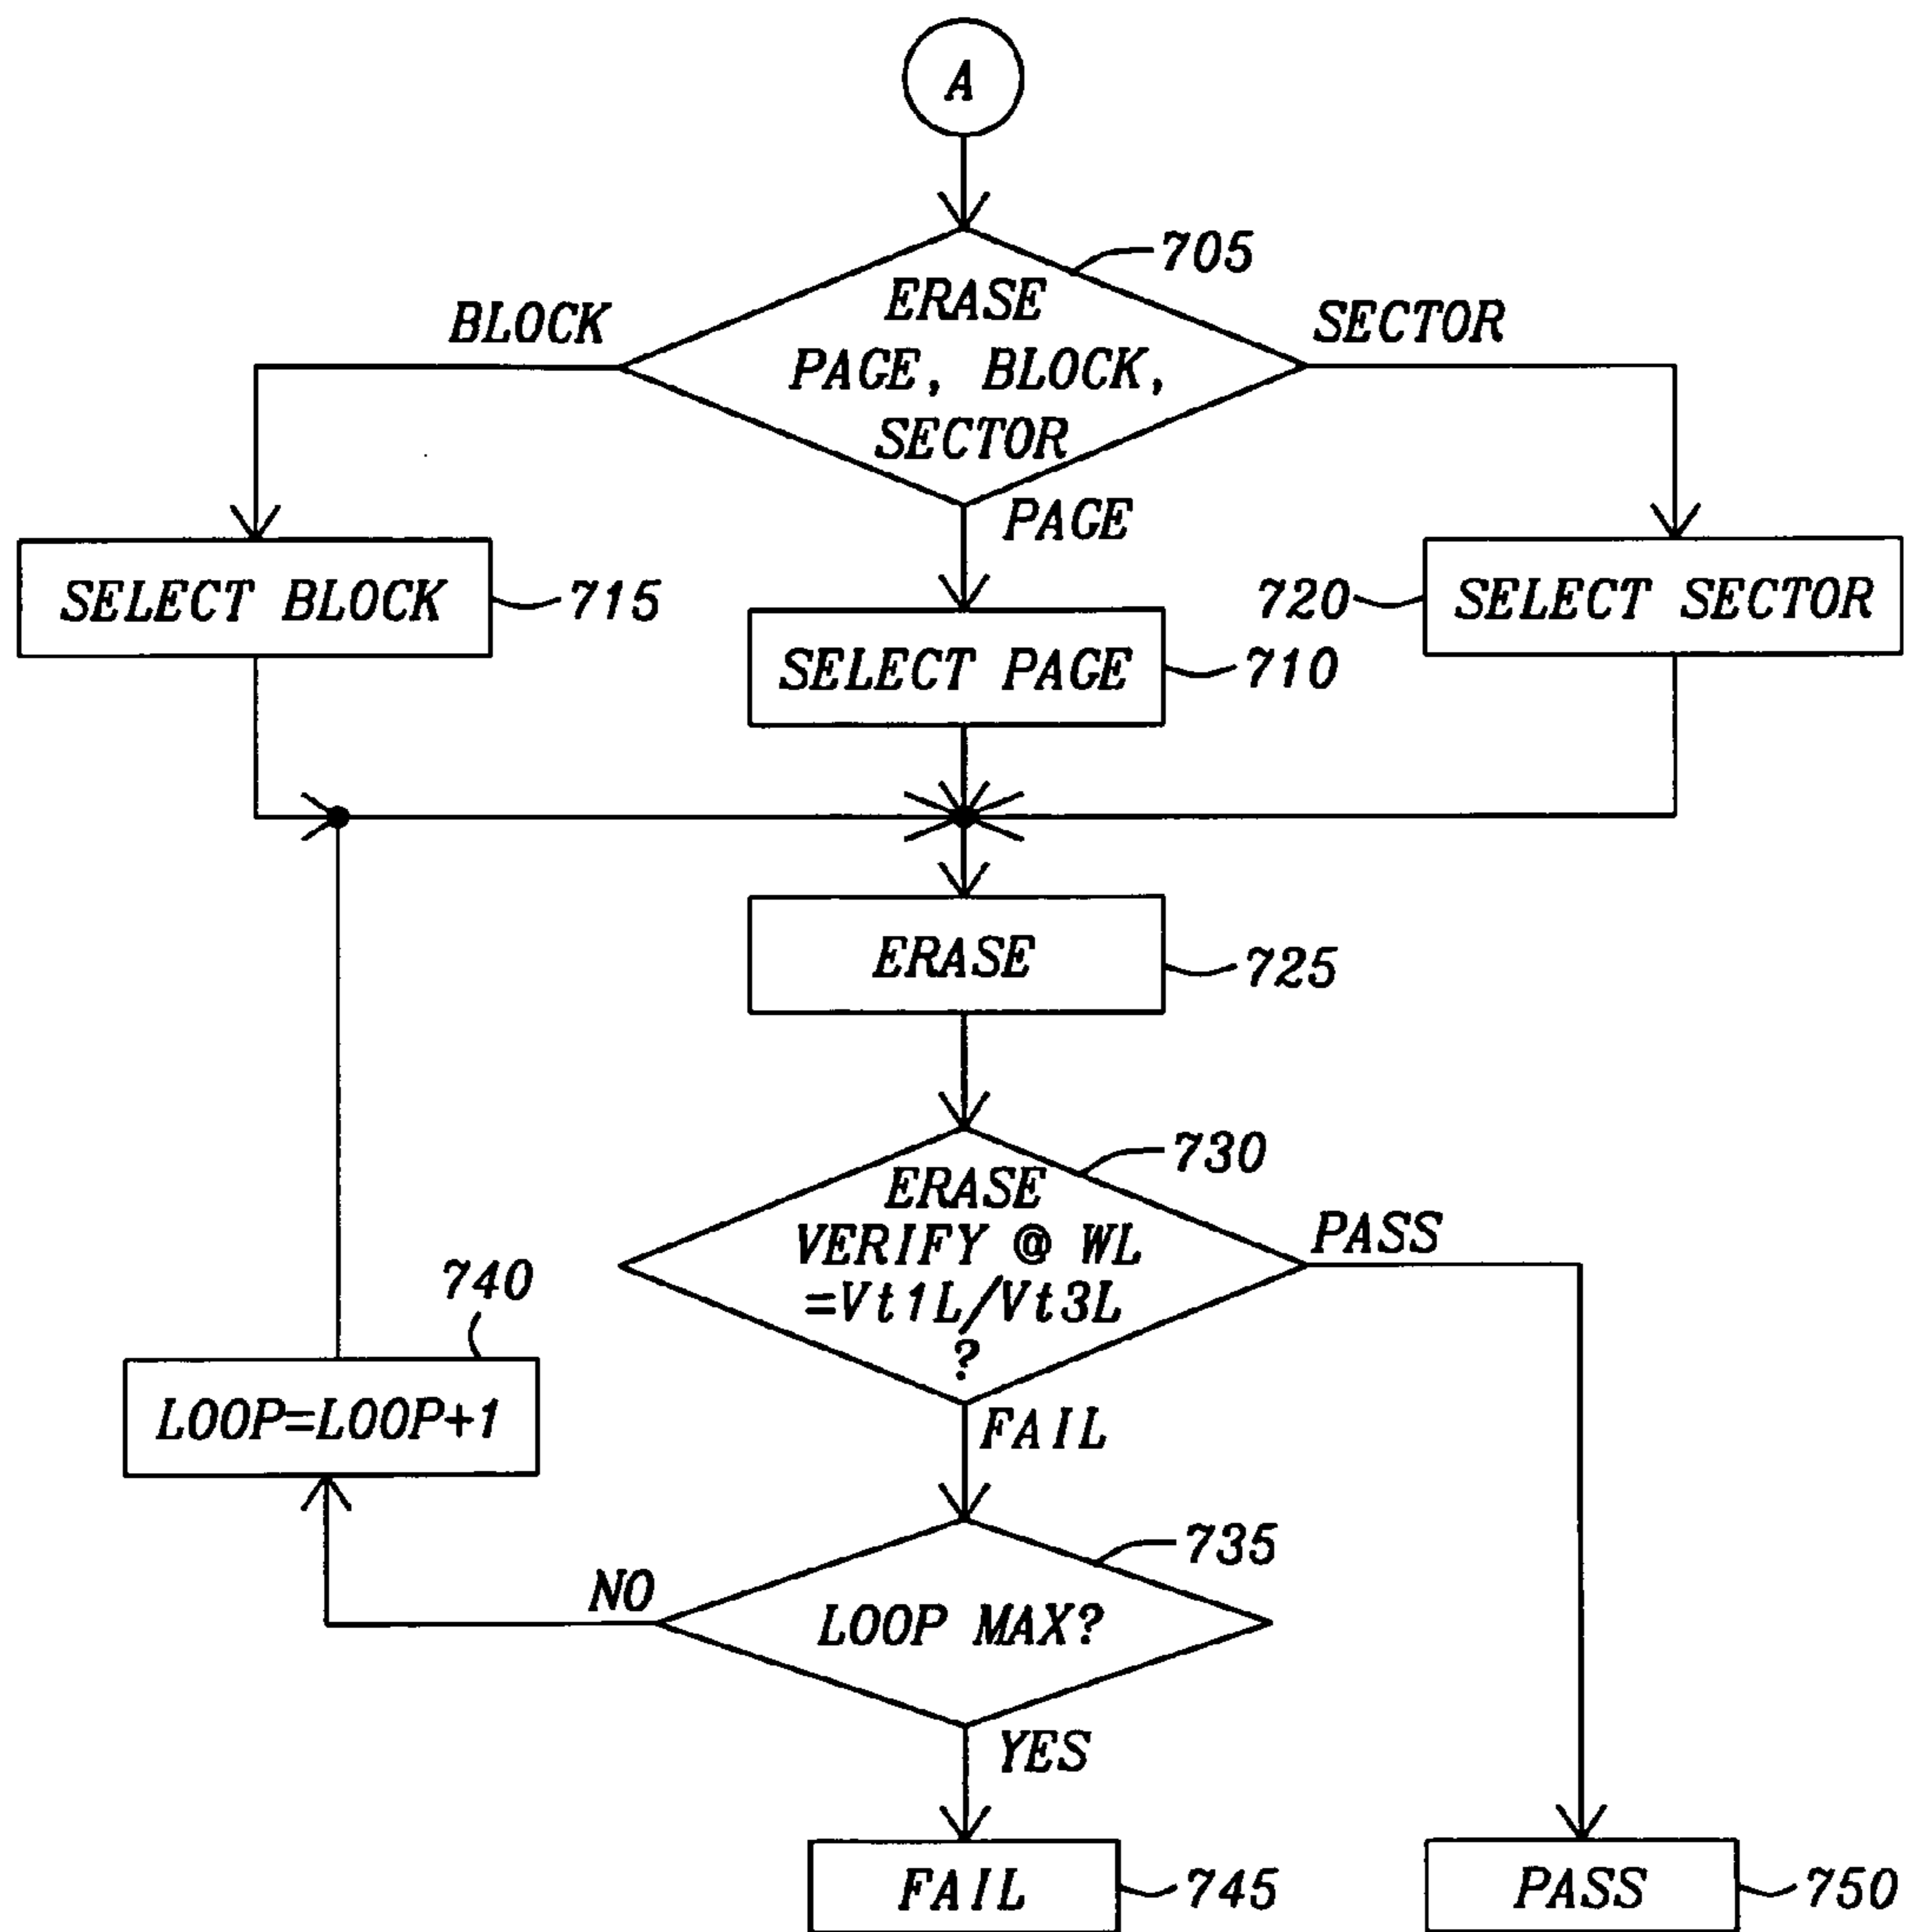 A
705
ERASE
PAGE, BLOCK,
SECTOR
BLOCK
SECTOR
PAGE
SELECT BLOCK
715
720
SELECT SECTOR
SELECT PAGE
710
ERASE
725
730
ERASE
VERIFY @ WL
=Vt1L/Vt3L
?
PASS
740
LOOP=LOOP+1
FAIL
735
NO
LOOP MAX?
YES
FAIL
745
PASS
750